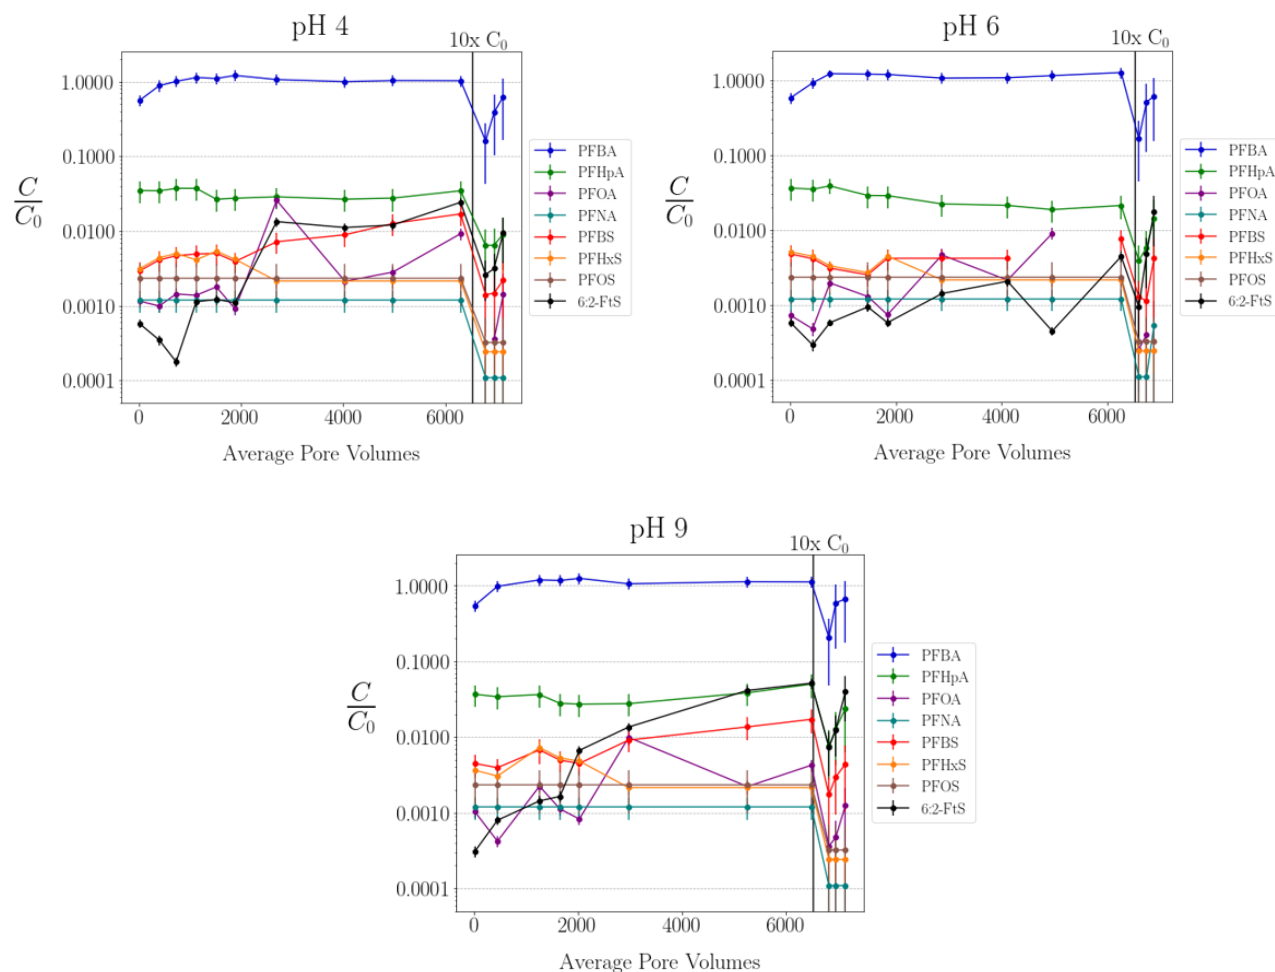 pH 4
10x C₀
1.0000
0.1000
0.0100
0.0010
0.0001
C
C₀
0
2000
4000
6000
Average Pore Volumes
PFBA
PFHpA
PFOA
PFNA
PFBS
PFHxS
PFOS
6:2-FtS
pH 6
10x C₀
1.0000
0.1000
0.0100
0.0010
0.0001
C
C₀
0
2000
4000
6000
Average Pore Volumes
PFBA
PFHpA
PFOA
PFNA
PFBS
PFHxS
PFOS
6:2-FtS
pH 9
10x C₀
1.0000
0.1000
0.0100
0.0010
0.0001
C
C₀
0
2000
4000
6000
Average Pore Volumes
PFBA
PFHpA
PFOA
PFNA
PFBS
PFHxS
PFOS
6:2-FtS